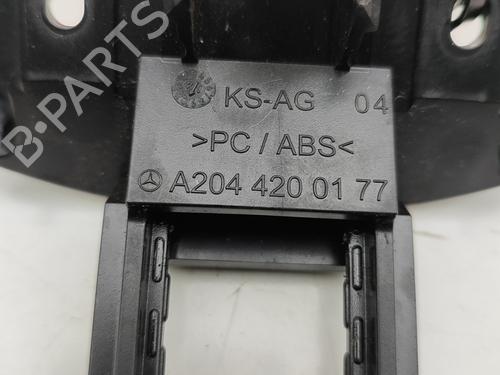 KS-AG 04
>PC / ABS<
A204 420 01 77
B-PARTS